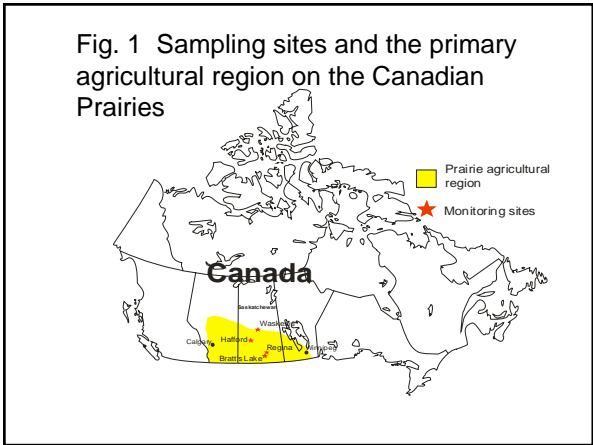 Fig. 1 Sampling sites and the primary
agricultural region on the Canadian
Prairies
Prairie agricultural
region
Monitoring sites
Canada
Saskatchewan
Waskesiu
Calgary
Hafford
Regina
Winnipeg
Bratt's Lake